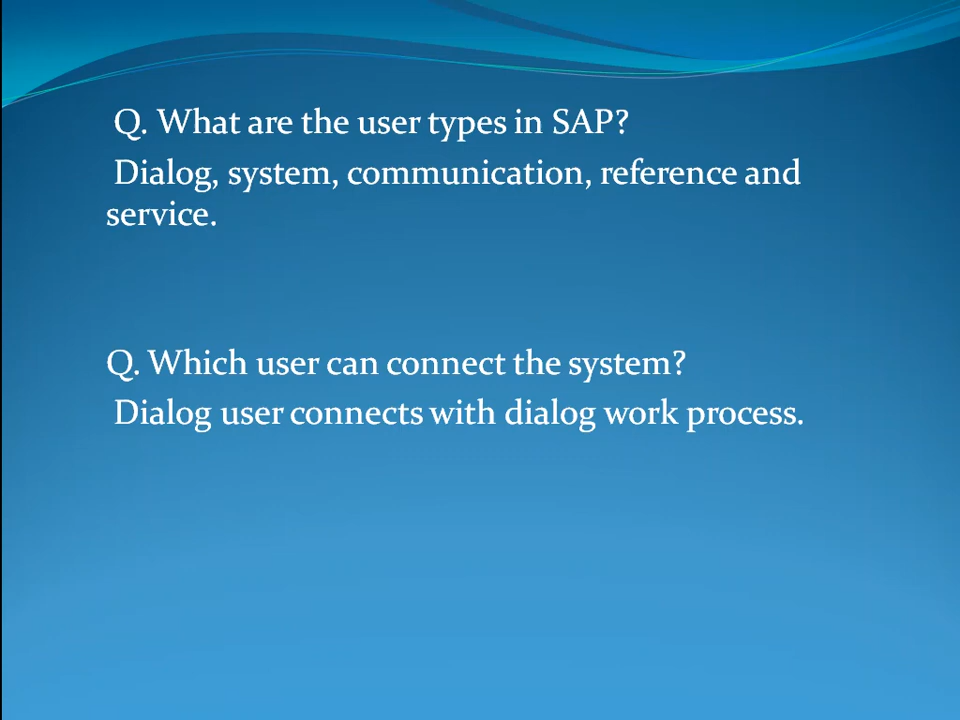 Q. What are the user types in SAP?
Dialog, system, communication, reference and
service.
Q. Which user can connect the system?
Dialog user connects with dialog work process.